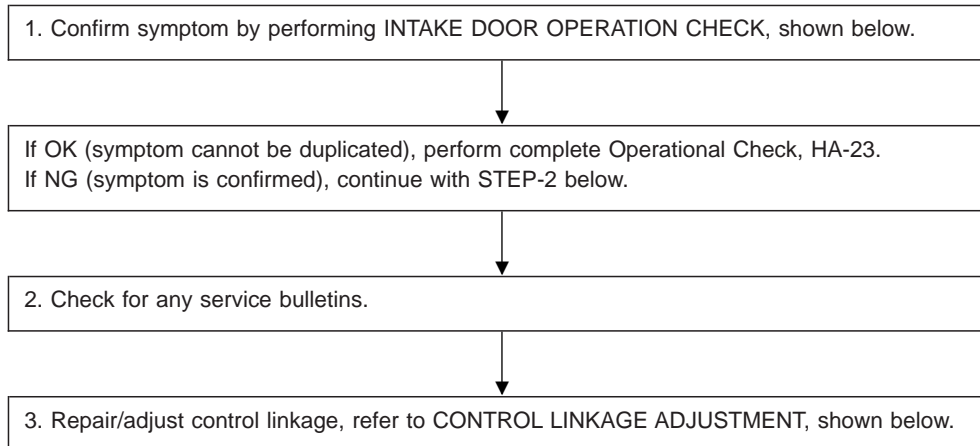 1. Confirm symptom by performing INTAKE DOOR OPERATION CHECK, shown below.
If OK (symptom cannot be duplicated), perform complete Operational Check, HA-23.
If NG (symptom is confirmed), continue with STEP-2 below.
2. Check for any service bulletins.
3. Repair/adjust control linkage, refer to CONTROL LINKAGE ADJUSTMENT, shown below.